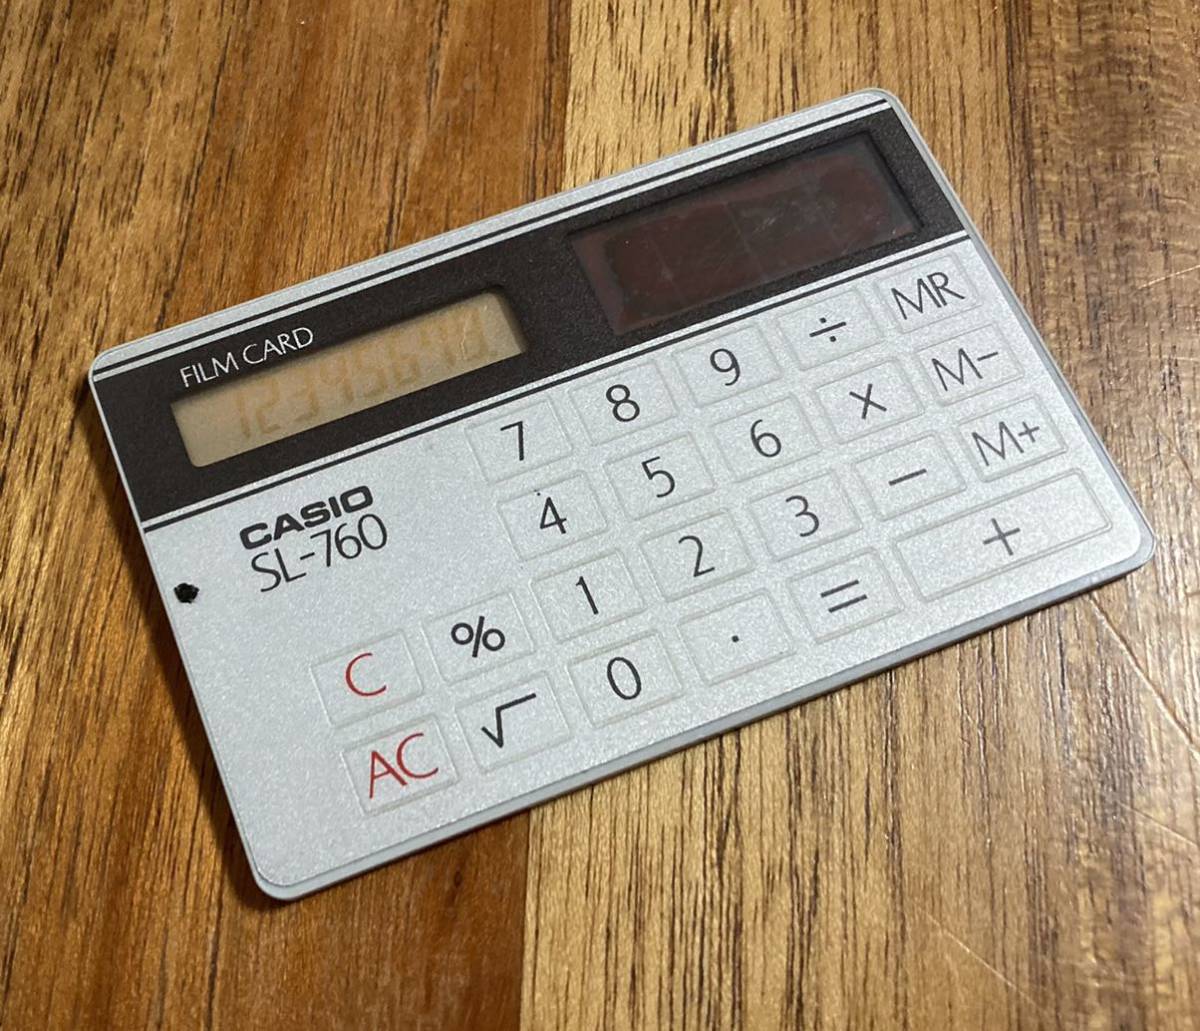 FILM CARD
CASIO
SL-760
7 8 9 ÷ MR
4 5 6 × M−
1 2 3 − M+
C % 0 . = +
AC √